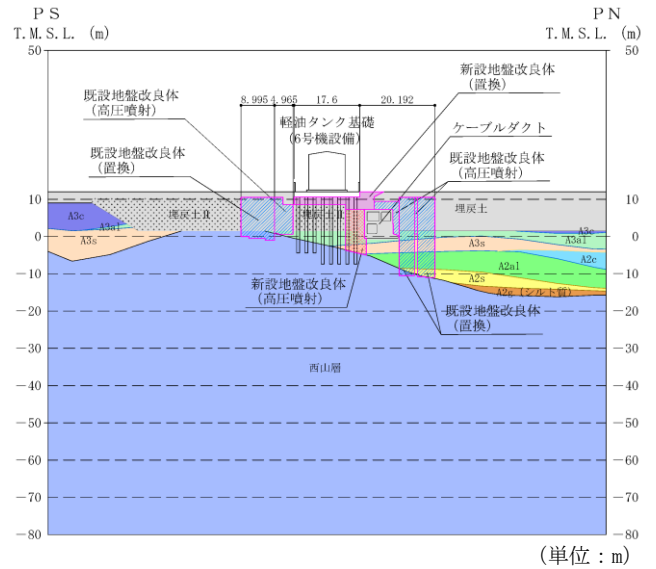 PS
PN
T.M.S.L. (m)
T.M.S.L. (m)
50
50
新設地盤改良体
(置換)
既設地盤改良体
(高圧噴射)
8.995
4.965
17.6
20.192
軽油タンク基礎
(6号機設備)
ケーブルダクト
既設地盤改良体
(置換)
既設地盤改良体
(高圧噴射)
10
10
A3c
埋戻土Ⅱ
埋戻土Ⅱ
埋戻土
A3al
A3c
0
0
A3s
A3s
A3al
A2c
A2al
-10
-10
新設地盤改良体
(高圧噴射)
A2s
A2g (シルト質)
既設地盤改良体
(置換)
-20
-20
-30
-30
西山層
-40
-40
-50
-50
-60
-60
-70
-70
-80
-80
(単位：m)